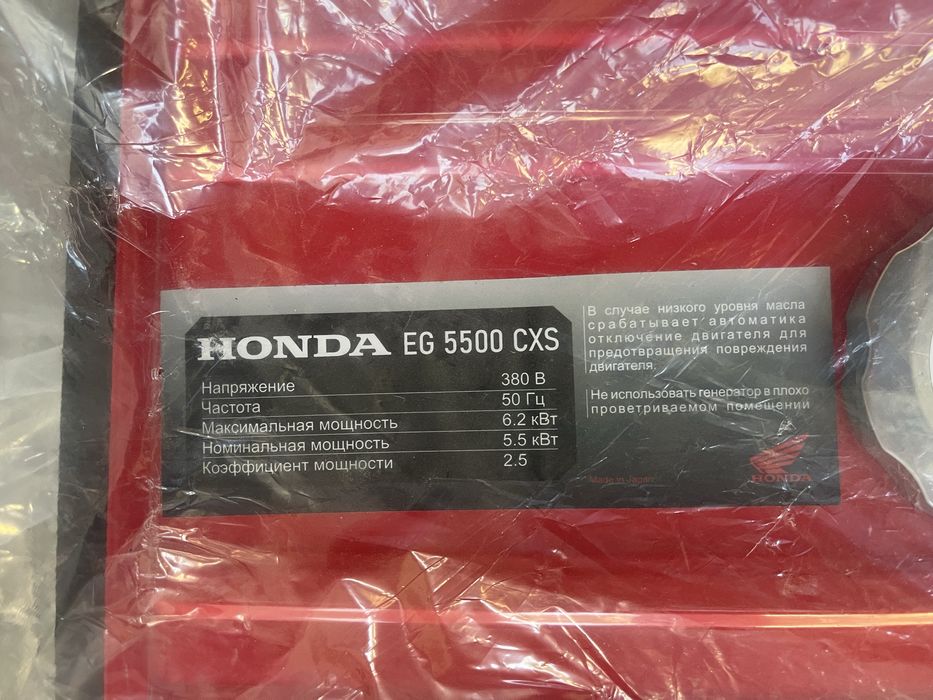 HONDA EG 5500 CXS
Напряжение 380 В
Частота 50 Гц
Максимальная мощность 6.2 кВт
Номинальная мощность 5.5 кВт
Коэффициент мощности 2.5
В случае низкого уровня масла
срабатывает автоматика
отключение двигателя для
предотвращения повреждения
двигателя.
Не использовать генератор в плохо
проветриваемом помещении
Made in Japan
HONDA